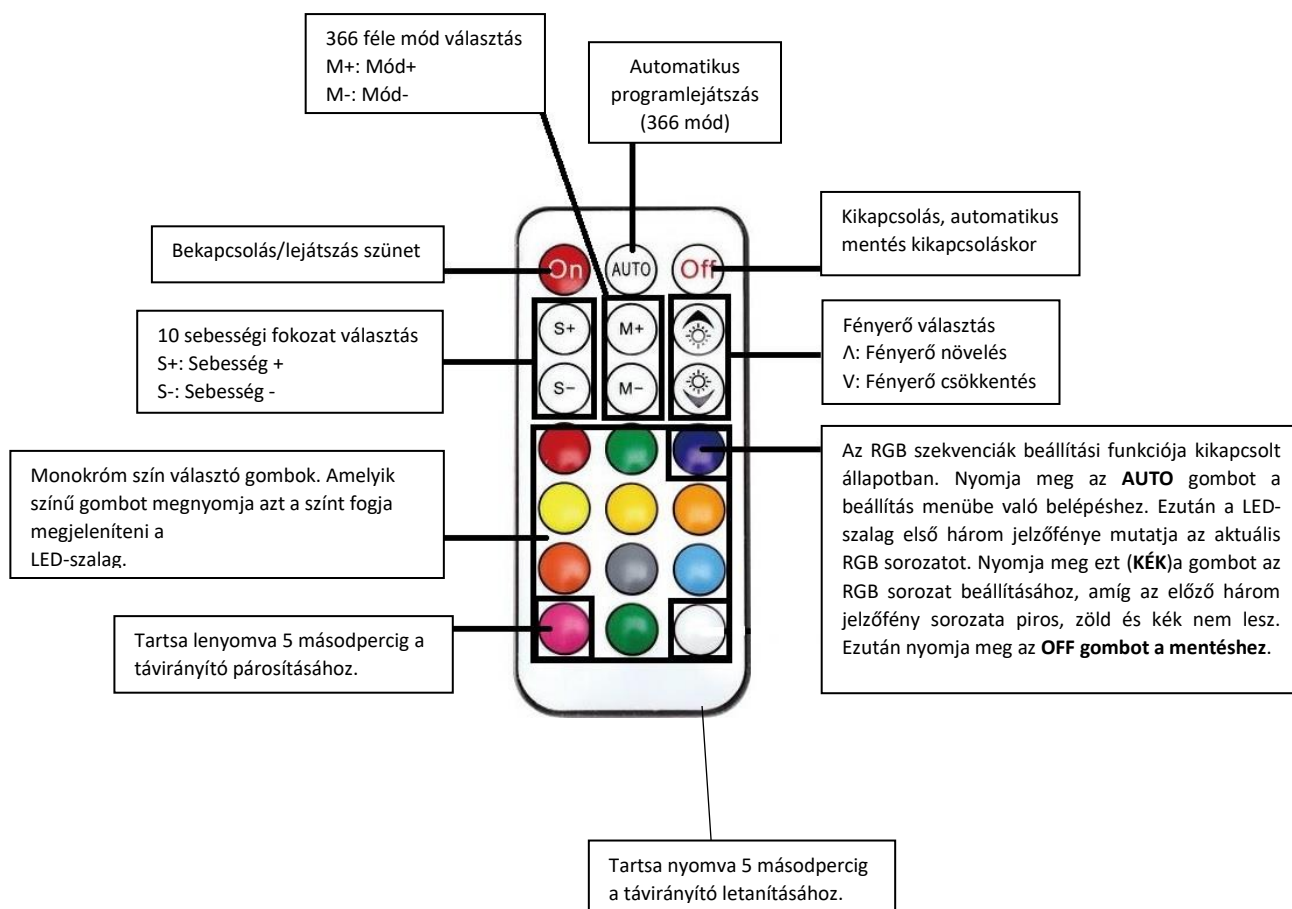 366 féle mód választás
M+: Mód+
M-: Mód-
Automatikus
programlejátszás
(366 mód)
Bekapcsolás/lejátszás szünet
Kikapcsolás, automatikus
mentés kikapcsoláskor
On
AUTO
Off
10 sebességi fokozat választás
S+: Sebesség +
S-: Sebesség -
S+
M+
S-
M-
Fényerő választás
Λ: Fényerő növelés
V: Fényerő csökkentés
Monokróm szín választó gombok. Amelyik
színű gombot megnyomja azt a színt fogja
megjeleníteni a
LED-szalag.
Az RGB szekvenciák beállítási funkciója kikapcsolt
állapotban. Nyomja meg az AUTO gombot a
beállítás menübe való belépéshez. Ezután a LED-
szalag első három jelzőfénye mutatja az aktuális
RGB sorozatot. Nyomja meg ezt (KÉK)a gombot az
RGB sorozat beállításához, amíg az előző három
jelzőfény sorozata piros, zöld és kék nem lesz.
Ezután nyomja meg az OFF gombot a mentéshez.
Tartsa lenyomva 5 másodpercig a
távirányító párosításához.
Tartsa nyomva 5 másodpercig
a távirányító letanításához.